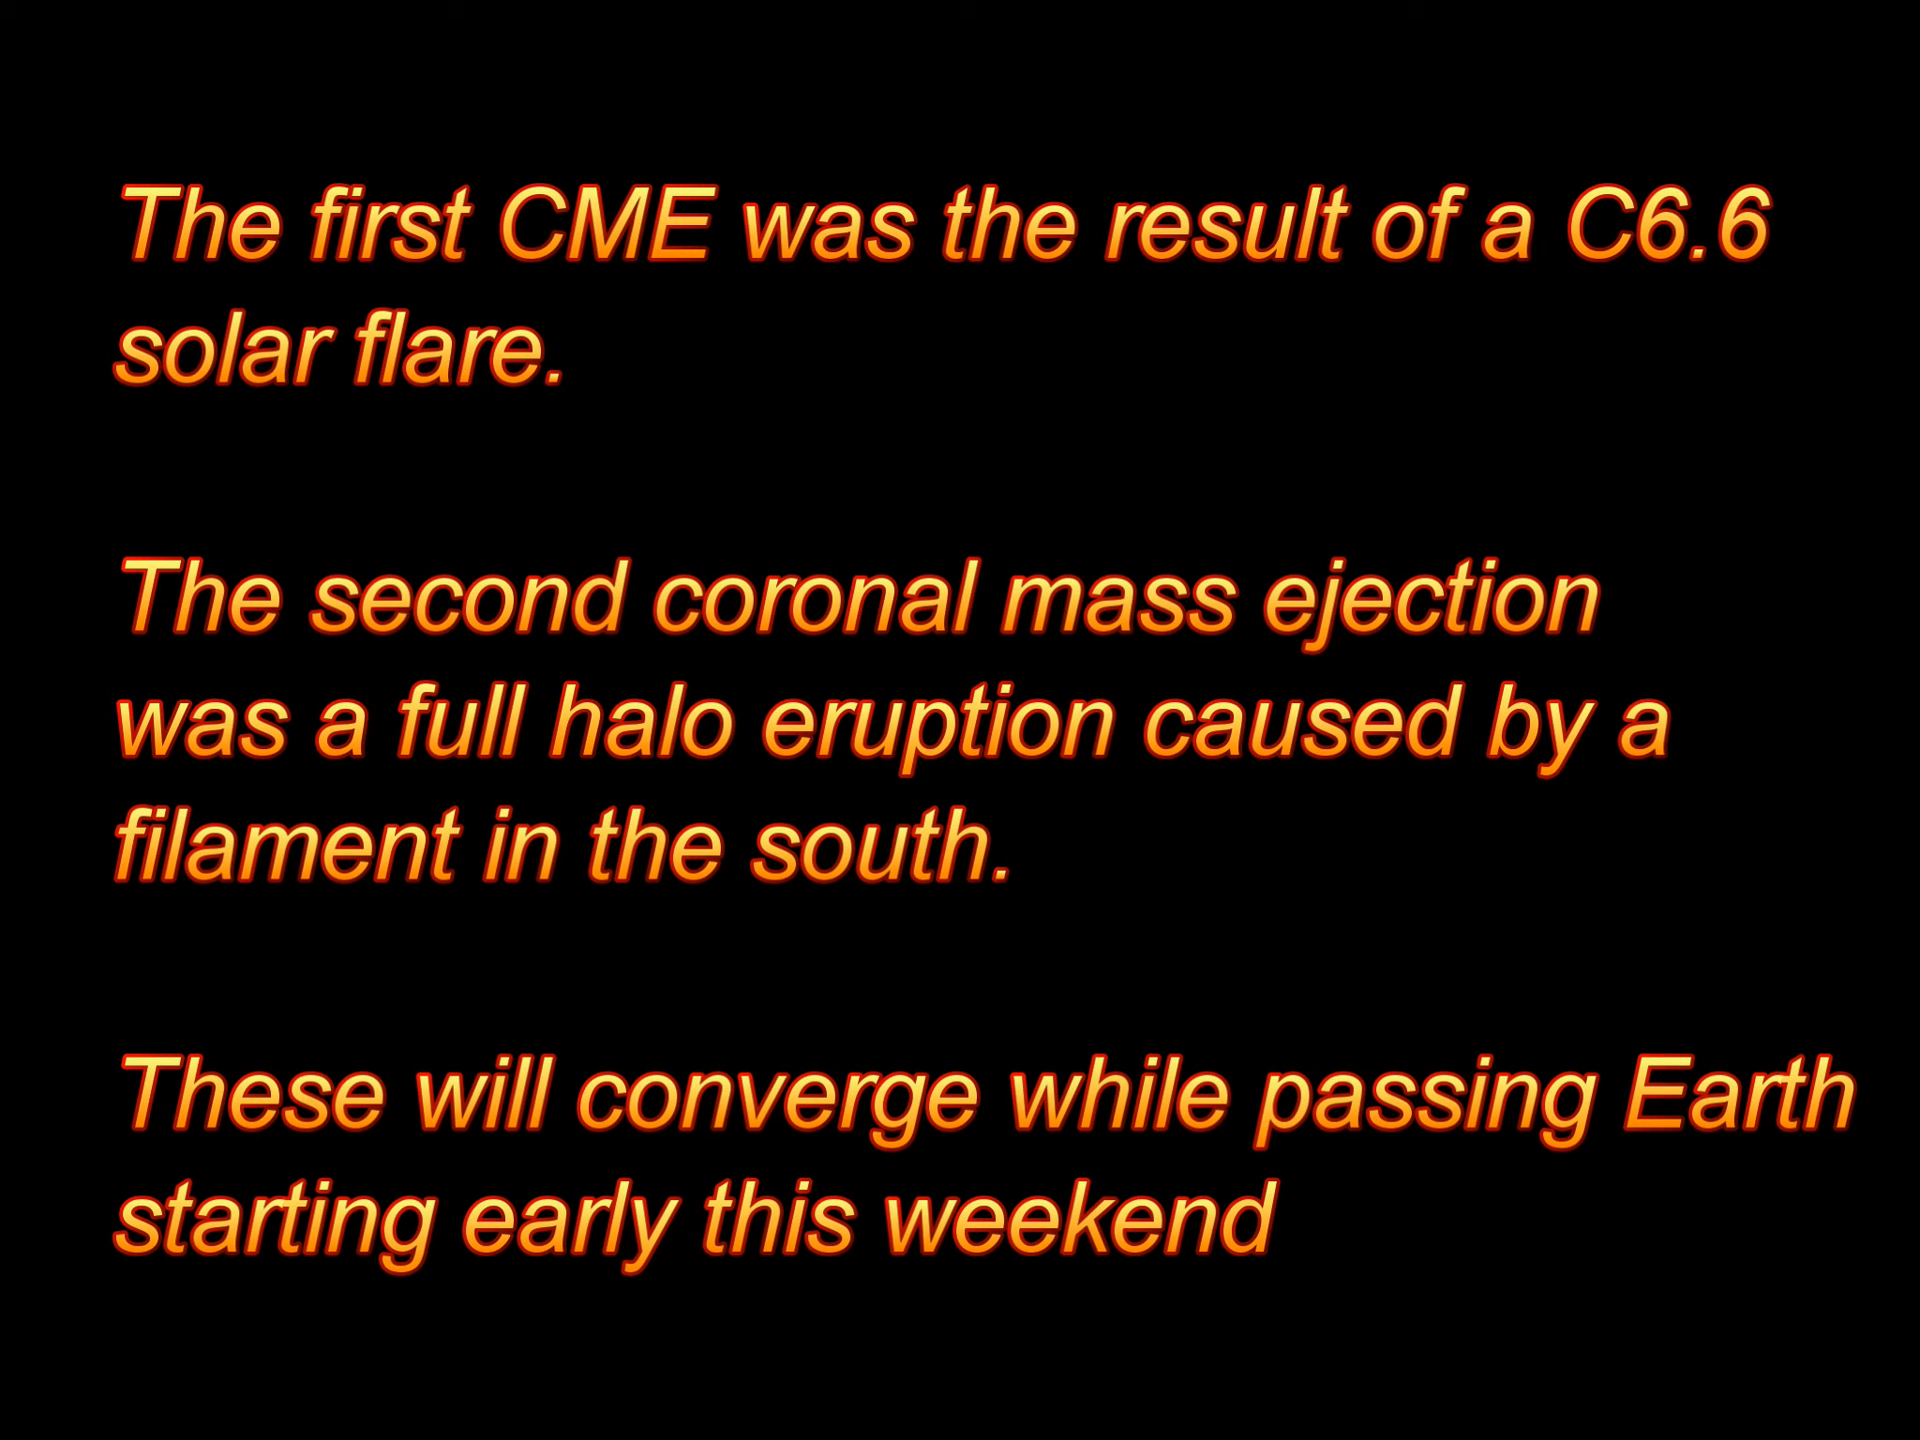 The first CME was the result of a C6.6
solar flare.
The second coronal mass ejection
was a full halo eruption caused by a
filament in the south.
These will converge while passing Earth
starting early this weekend